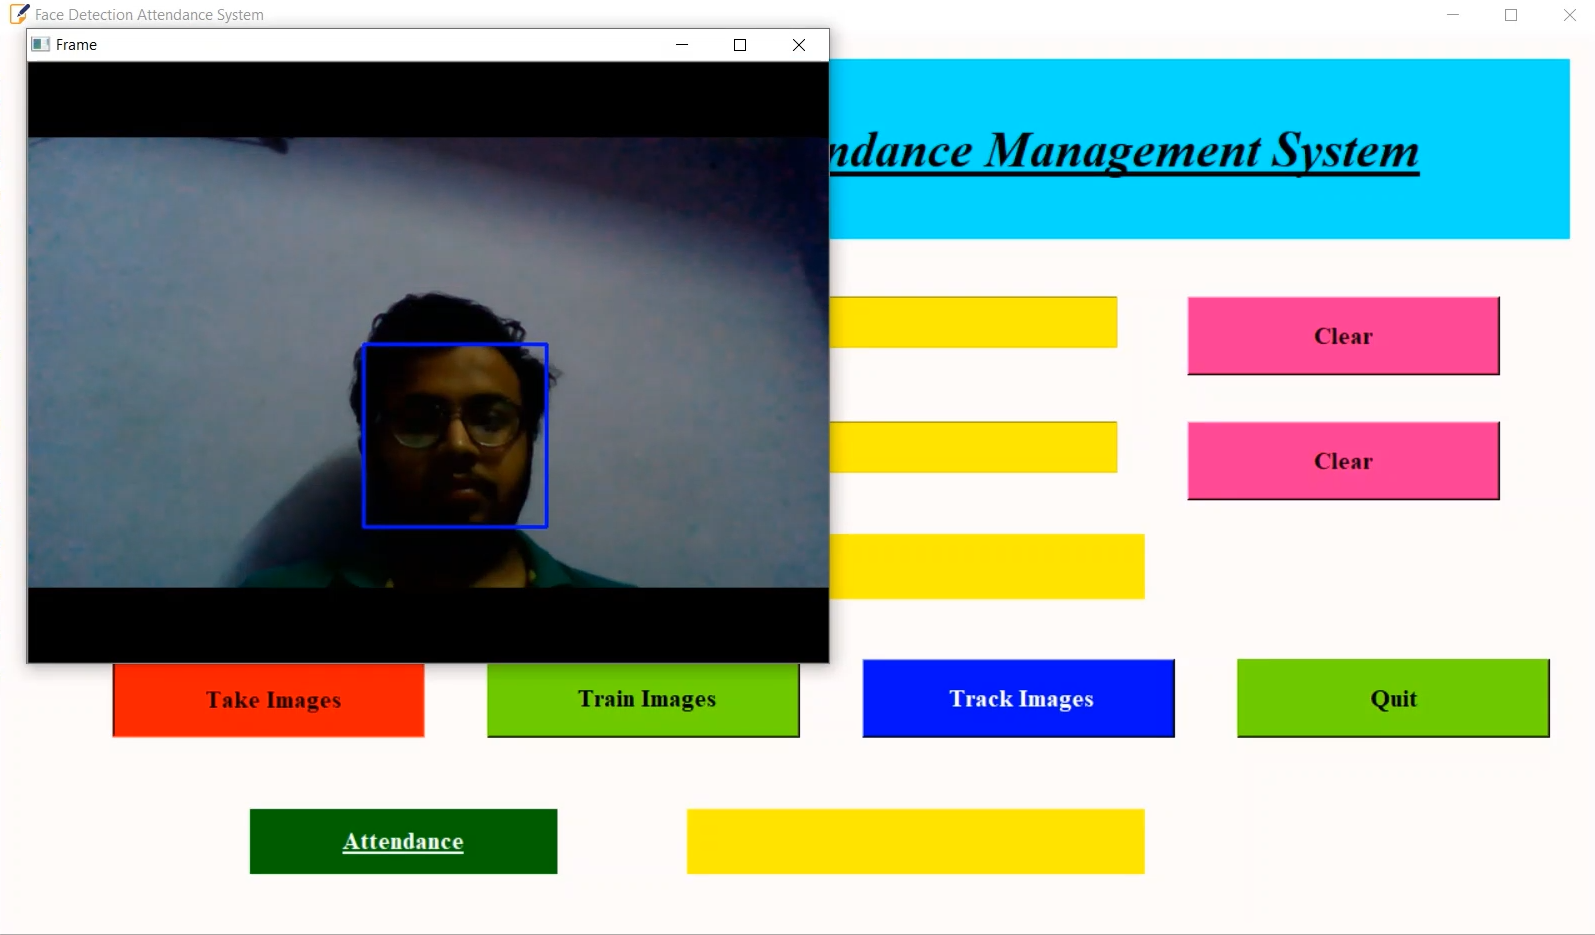 Face Detection Attendance System
Frame
ndance Management System
Clear
Clear
Take Images
Train Images
Track Images
Quit
Attendance